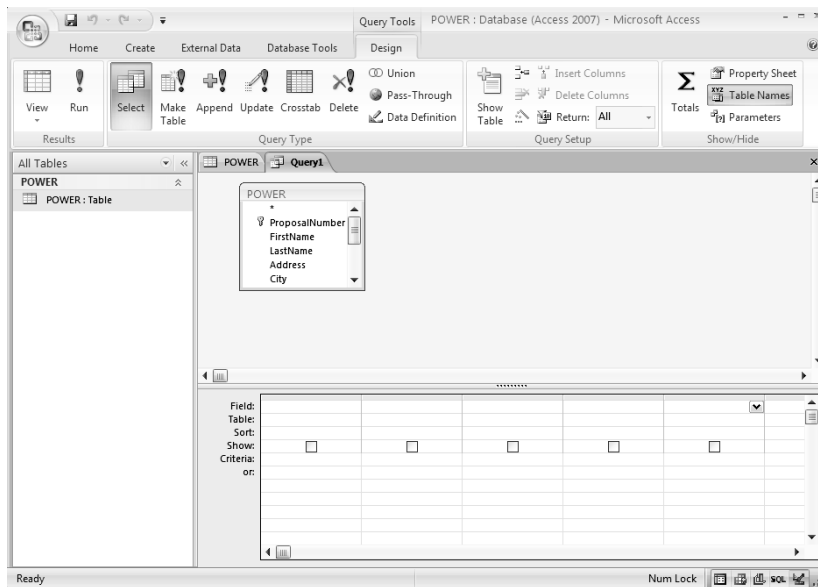 Query Tools POWER : Database (Access 2007) - Microsoft Access
Home Create External Data Database Tools Design
View Run Select Make Table Append Update Crosstab Delete
Union
Pass-Through
Data Definition
Show Table
Insert Columns
Delete Columns
Return: All
Totals
Property Sheet
Table Names
Parameters
Results Query Type Query Setup Show/Hide
All Tables
POWER
POWER : Table
POWER Query1
POWER
*
ProposalNumber
FirstName
LastName
Address
City
Field:
Table:
Sort:
Show:
Criteria:
or:
Ready Num Lock SQL